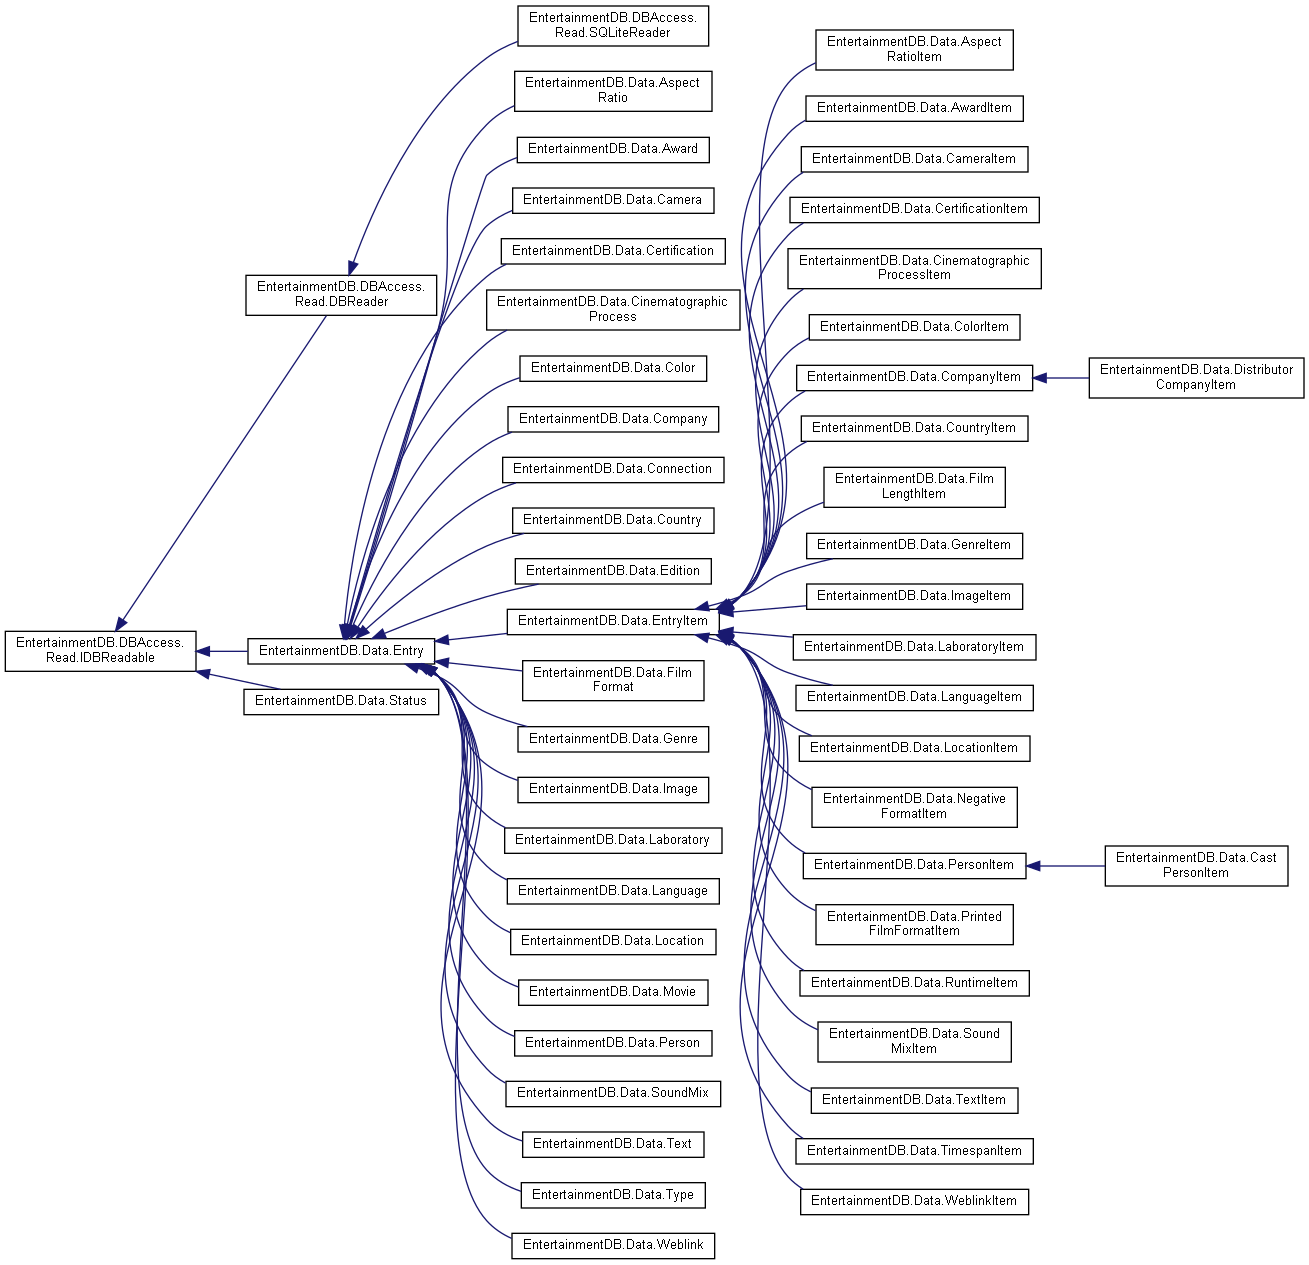 EntertainmentDB.DBAccess.
Read.IDBReadable
EntertainmentDB.DBAccess.
Read.DBReader
EntertainmentDB.Data.Entry
EntertainmentDB.Data.Status
EntertainmentDB.DBAccess.
Read.SQLiteReader
EntertainmentDB.Data.Aspect
Ratio
EntertainmentDB.Data.Award
EntertainmentDB.Data.Camera
EntertainmentDB.Data.Certification
EntertainmentDB.Data.Cinematographic
Process
EntertainmentDB.Data.Color
EntertainmentDB.Data.Company
EntertainmentDB.Data.Connection
EntertainmentDB.Data.Country
EntertainmentDB.Data.Edition
EntertainmentDB.Data.EntryItem
EntertainmentDB.Data.Film
Format
EntertainmentDB.Data.Genre
EntertainmentDB.Data.Image
EntertainmentDB.Data.Laboratory
EntertainmentDB.Data.Language
EntertainmentDB.Data.Location
EntertainmentDB.Data.Movie
EntertainmentDB.Data.Person
EntertainmentDB.Data.SoundMix
EntertainmentDB.Data.Text
EntertainmentDB.Data.Type
EntertainmentDB.Data.Weblink
EntertainmentDB.Data.Aspect
RatioItem
EntertainmentDB.Data.AwardItem
EntertainmentDB.Data.CameraItem
EntertainmentDB.Data.CertificationItem
EntertainmentDB.Data.Cinematographic
ProcessItem
EntertainmentDB.Data.ColorItem
EntertainmentDB.Data.CompanyItem
EntertainmentDB.Data.CountryItem
EntertainmentDB.Data.Film
LengthItem
EntertainmentDB.Data.GenreItem
EntertainmentDB.Data.ImageItem
EntertainmentDB.Data.LaboratoryItem
EntertainmentDB.Data.LanguageItem
EntertainmentDB.Data.LocationItem
EntertainmentDB.Data.Negative
FormatItem
EntertainmentDB.Data.PersonItem
EntertainmentDB.Data.Printed
FilmFormatItem
EntertainmentDB.Data.RuntimeItem
EntertainmentDB.Data.Sound
MixItem
EntertainmentDB.Data.TextItem
EntertainmentDB.Data.TimespanItem
EntertainmentDB.Data.WeblinkItem
EntertainmentDB.Data.Distributor
CompanyItem
EntertainmentDB.Data.Cast
PersonItem